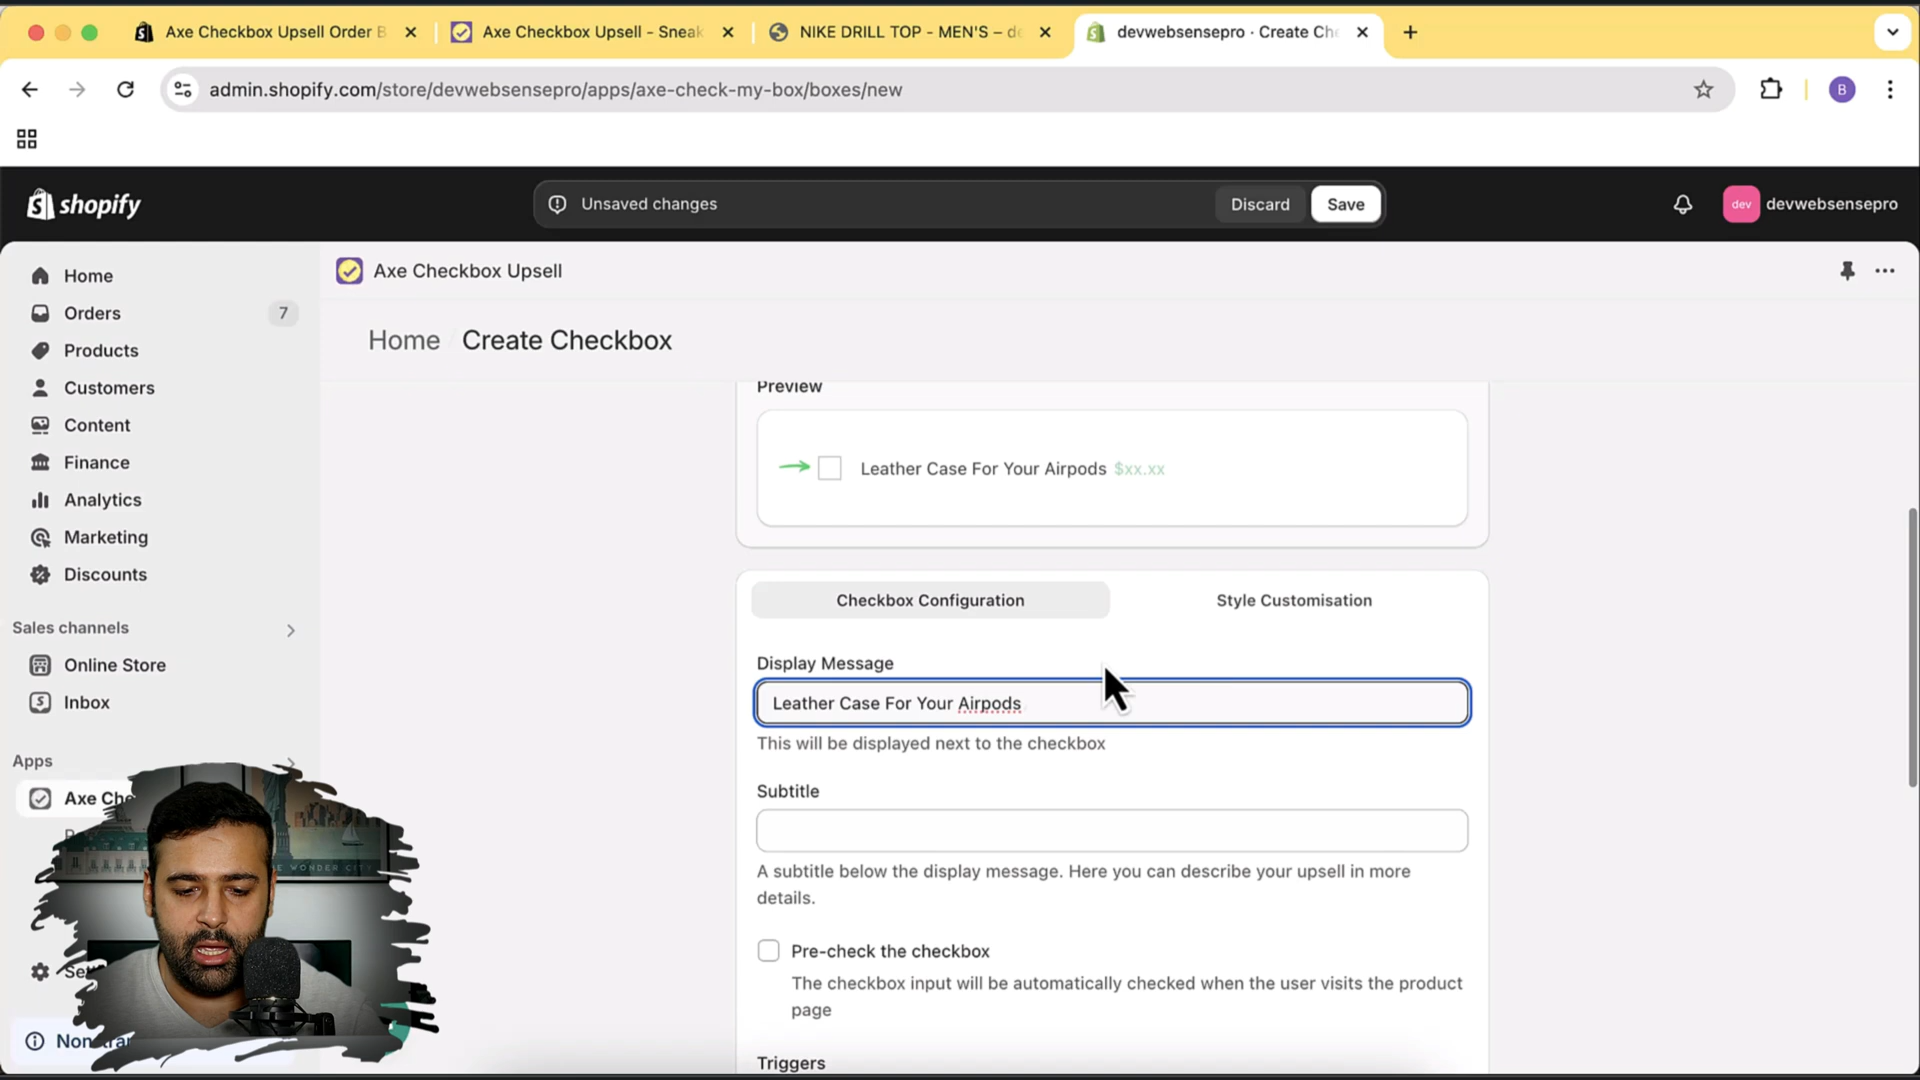 Axe Checkbox Upsell Order B
Axe Checkbox Upsell - Sneak
NIKE DRILL TOP - MEN'S – de
devwebsensepro · Create Che
admin.shopify.com/store/devwebsensepro/apps/axe-check-my-box/boxes/new
B
shopify
Unsaved changes
Discard
Save
dev
devwebsensepro
Home
Orders
7
Products
Customers
Content
Finance
Analytics
Marketing
Discounts
Sales channels
Online Store
Inbox
Apps
Axe Che
Axe Checkbox Upsell
Home
Create Checkbox
Preview
Leather Case For Your Airpods $xx.xx
Checkbox Configuration
Style Customisation
Display Message
Leather Case For Your Airpods
This will be displayed next to the checkbox
Subtitle
A subtitle below the display message. Here you can describe your upsell in more
details.
Pre-check the checkbox
The checkbox input will be automatically checked when the user visits the product
page
Triggers